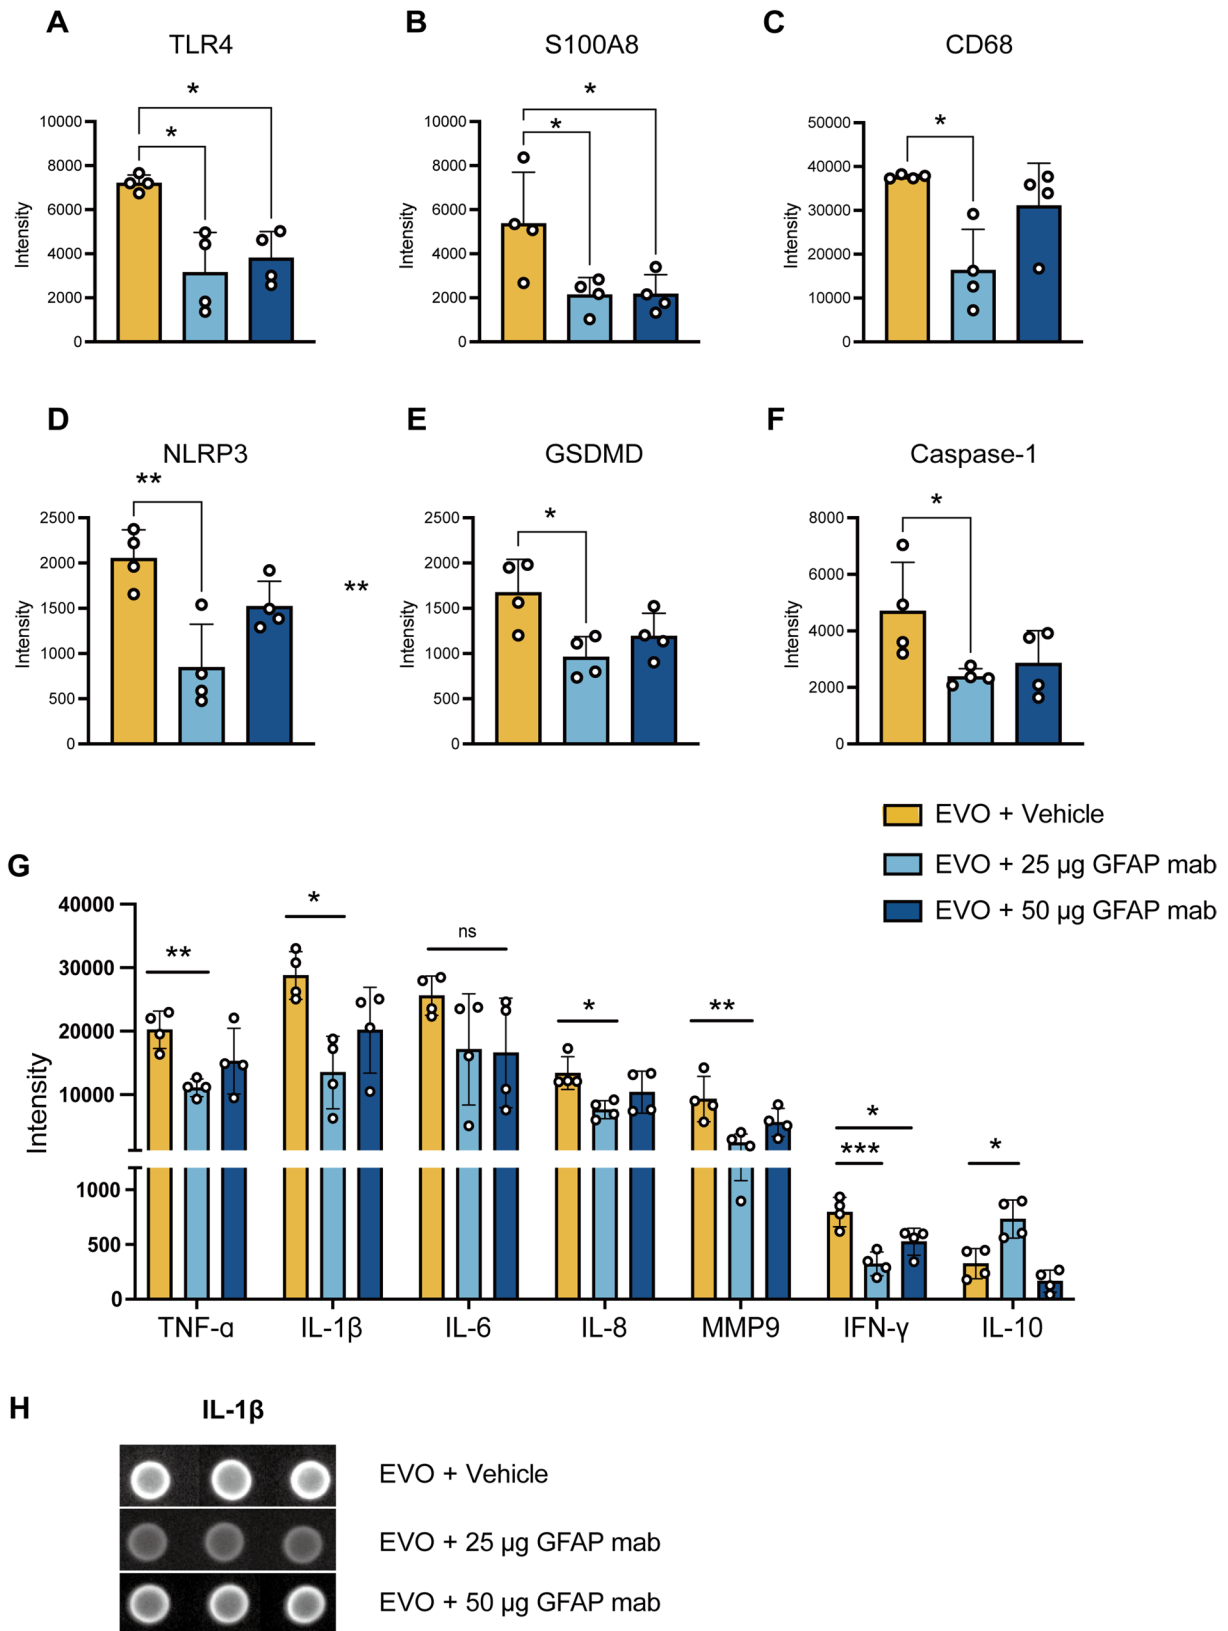 A
TLR4
*
*
10000
8000
6000
4000
2000
0
Intensity
B
S100A8
*
*
10000
8000
6000
4000
2000
0
Intensity
C
CD68
*
50000
40000
30000
20000
10000
0
Intensity
D
NLRP3
**
2500
2000
1500
1000
500
0
Intensity
**
E
GSDMD
*
2500
2000
1500
1000
500
0
Intensity
F
Caspase-1
*
8000
6000
4000
2000
0
Intensity
EVO + Vehicle
EVO + 25 µg GFAP mab
EVO + 50 µg GFAP mab
G
40000
30000
20000
10000
1000
500
0
Intensity
**
*
ns
*
**
*
***
*
TNF-α IL-1β IL-6 IL-8 MMP9 IFN-γ IL-10
H
IL-1β
EVO + Vehicle
EVO + 25 µg GFAP mab
EVO + 50 µg GFAP mab